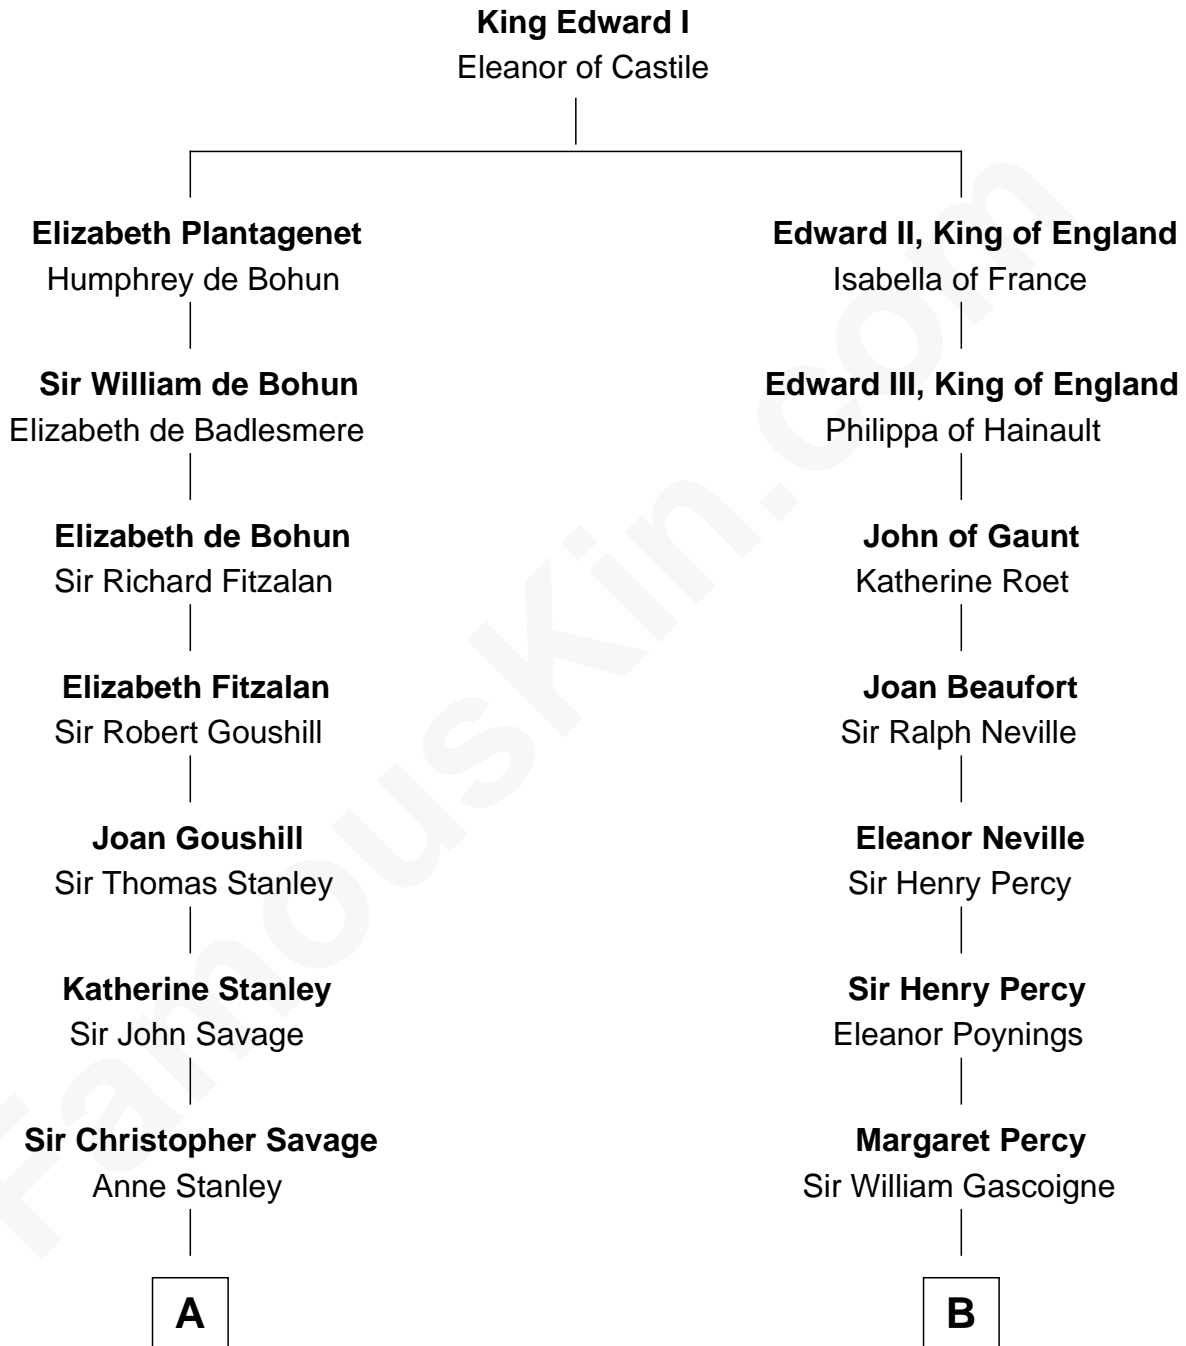 King Edward I
Eleanor of Castile
Elizabeth Plantagenet
Humphrey de Bohun
Edward II, King of England
Isabella of France
Sir William de Bohun
Elizabeth de Badlesmere
Edward III, King of England
Philippa of Hainault
Elizabeth de Bohun
Sir Richard Fitzalan
John of Gaunt
Katherine Roet
Elizabeth Fitzalan
Sir Robert Goushill
Joan Beaufort
Sir Ralph Neville
Joan Goushill
Sir Thomas Stanley
Eleanor Neville
Sir Henry Percy
Katherine Stanley
Sir John Savage
Sir Henry Percy
Eleanor Poynings
Sir Christopher Savage
Anne Stanley
Margaret Percy
Sir William Gascoigne
A
B
FamousKin.com